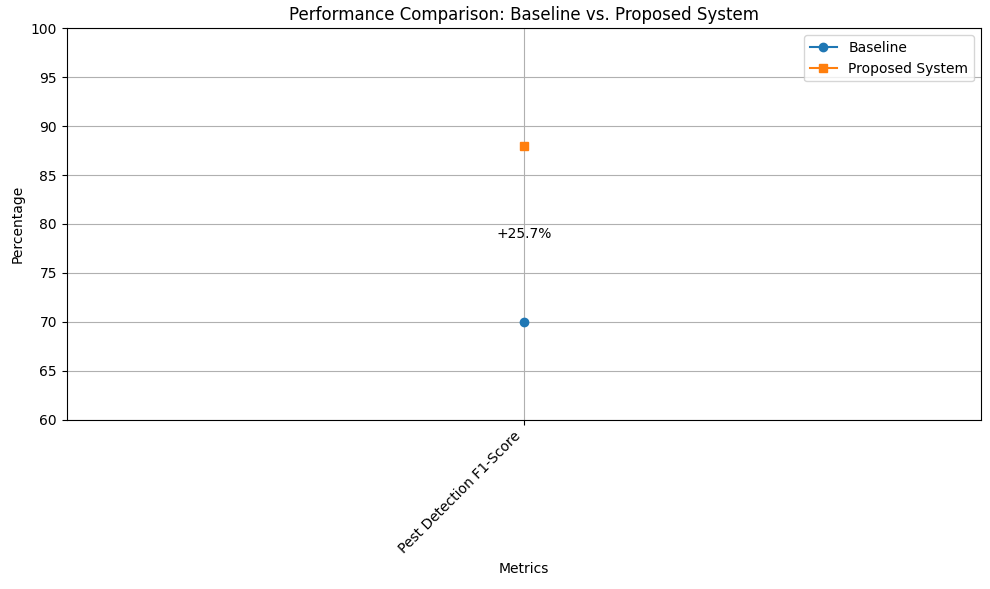 Performance Comparison: Baseline vs. Proposed System
Baseline
Proposed System
100
95
90
85
80
75
70
65
60
Percentage
+25.7%
Pest Detection F1-Score
Metrics